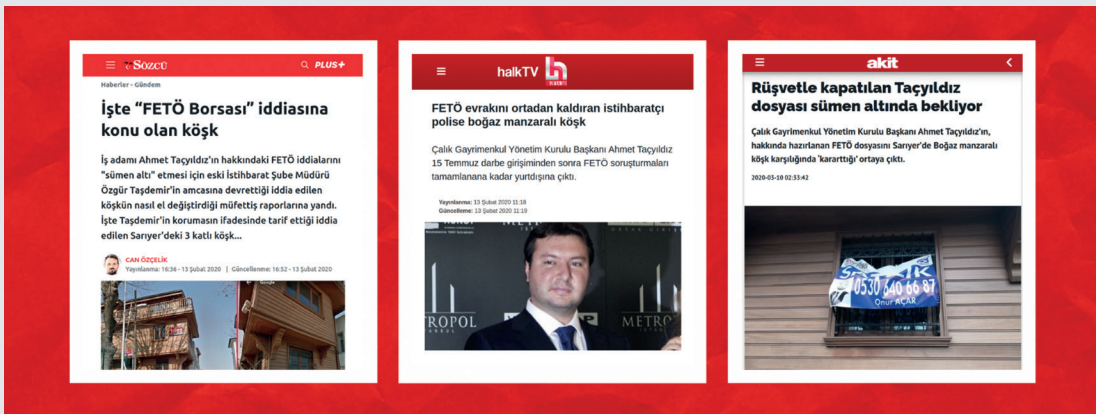 Sözcü
PLUS+
Haberler - Gündem
İşte “FETÖ Borsası” iddiasına
konu olan köşk
İş adamı Ahmet Taçyıldız'ın hakkındaki FETÖ iddialarını
"sümen altı" etmesi için eski İstihbarat Şube Müdürü
Özgür Taşdemir'in amcasına devrettiği iddia edilen
köşkün nasıl el değiştirdiği müfettiş raporlarına yandı.
İşte Taşdemir'in korumasın ifadesinde tarif ettiği iddia
edilen Sarıyer'deki 3 katlı köşk...
CAN ÖZÇELİK
Yayınlanma: 16:36 - 13 Şubat 2020 | Güncellenme: 16:52 - 13 Şubat 2020
halkTV
FETÖ evrakını ortadan kaldıran istihbaratçı
polise boğaz manzaralı köşk
Çalık Gayrimenkul Yönetim Kurulu Başkanı Ahmet Taçyıldız
15 Temmuz darbe girişiminden sonra FETÖ soruşturmaları
tamamlanana kadar yurtdışına çıktı.
Yayınlanma: 13 Şubat 2020 11:18
Güncelleme: 13 Şubat 2020 11:19
ROPOL
METRO
akit
Rüşvetle kapatılan Taçyıldız
dosyası sümen altında bekliyor
Çalık Gayrimenkul Yönetim Kurulu Başkanı Ahmet Taçyıldız'ın,
hakkında hazırlanan FETÖ dosyasını Sarıyer'de Boğaz manzaralı
köşk karşılığında 'kararttığı' ortaya çıktı.
2020-03-10 02:33:42
0530 640 66 87
Onur AÇAR